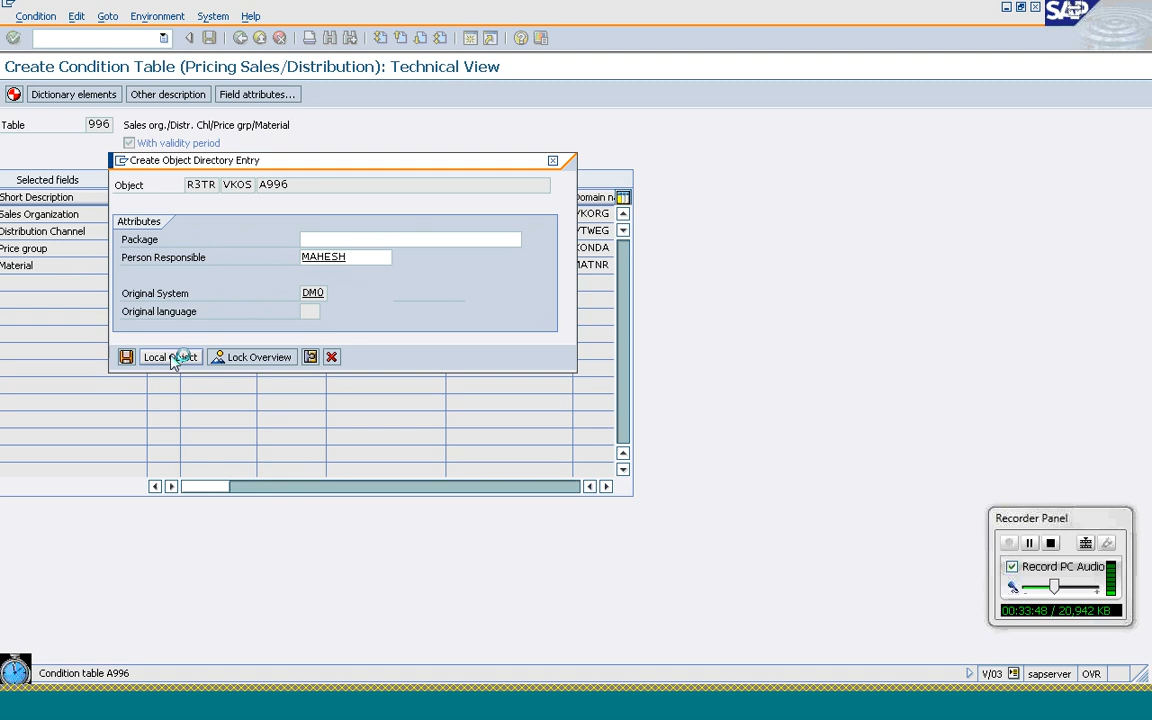 Condition Edit Goto Environment System Help
SAP
Create Condition Table (Pricing Sales/Distribution): Technical View
Dictionary elements Other description Field attributes...
Table 996 Sales org./Distr. Chl/Price grp/Material
With validity period
Create Object Directory Entry
Object R3TR VKOS A996
Attributes
Package
Person Responsible MAHESH
Original System DM0
Original language
Local Object Lock Overview
Selected fields
Short Description Domain n
Sales Organization VKORG
Distribution Channel VTWEG
Price group KONDA
Material MATNR
Recorder Panel
Record PC Audio
00:33:48 / 20,942 KB
Condition table A996
V/03 sapserver OVR